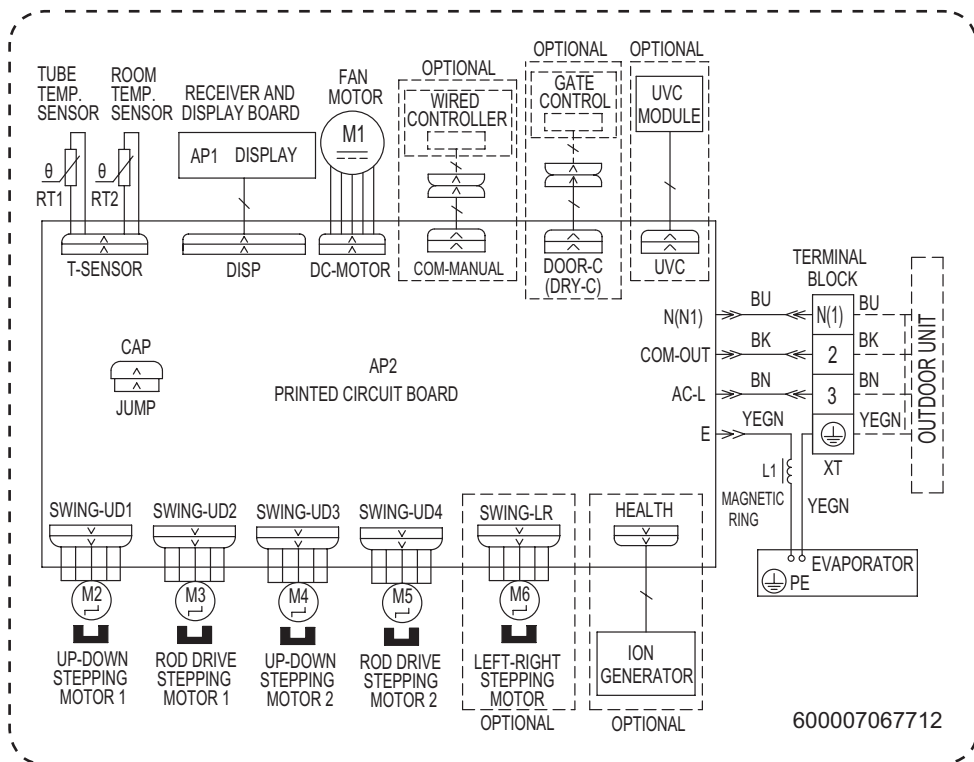 TUBE
TEMP.
SENSOR
ROOM
TEMP.
SENSOR
RECEIVER AND
DISPLAY BOARD
FAN
MOTOR
OPTIONAL
OPTIONAL
OPTIONAL
AP1 DISPLAY
M1
WIRED
CONTROLLER
GATE
CONTROL
UVC
MODULE
θ
RT1
θ
RT2
T-SENSOR
DISP
DC-MOTOR
COM-MANUAL
DOOR-C
(DRY-C)
UVC
TERMINAL
BLOCK
N(N1)
BU
N(1)
BU
COM-OUT
BK
2
BK
AC-L
BN
3
BN
E
YEGN
YEGN
XT
OUTDOOR UNIT
CAP
JUMP
AP2
PRINTED CIRCUIT BOARD
L1
MAGNETIC
RING
YEGN
EVAPORATOR
PE
SWING-UD1
SWING-UD2
SWING-UD3
SWING-UD4
SWING-LR
HEALTH
M2
M3
M4
M5
M6
UP-DOWN
STEPPING
MOTOR 1
ROD DRIVE
STEPPING
MOTOR 1
UP-DOWN
STEPPING
MOTOR 2
ROD DRIVE
STEPPING
MOTOR 2
LEFT-RIGHT
STEPPING
MOTOR
OPTIONAL
ION
GENERATOR
OPTIONAL
600007067712